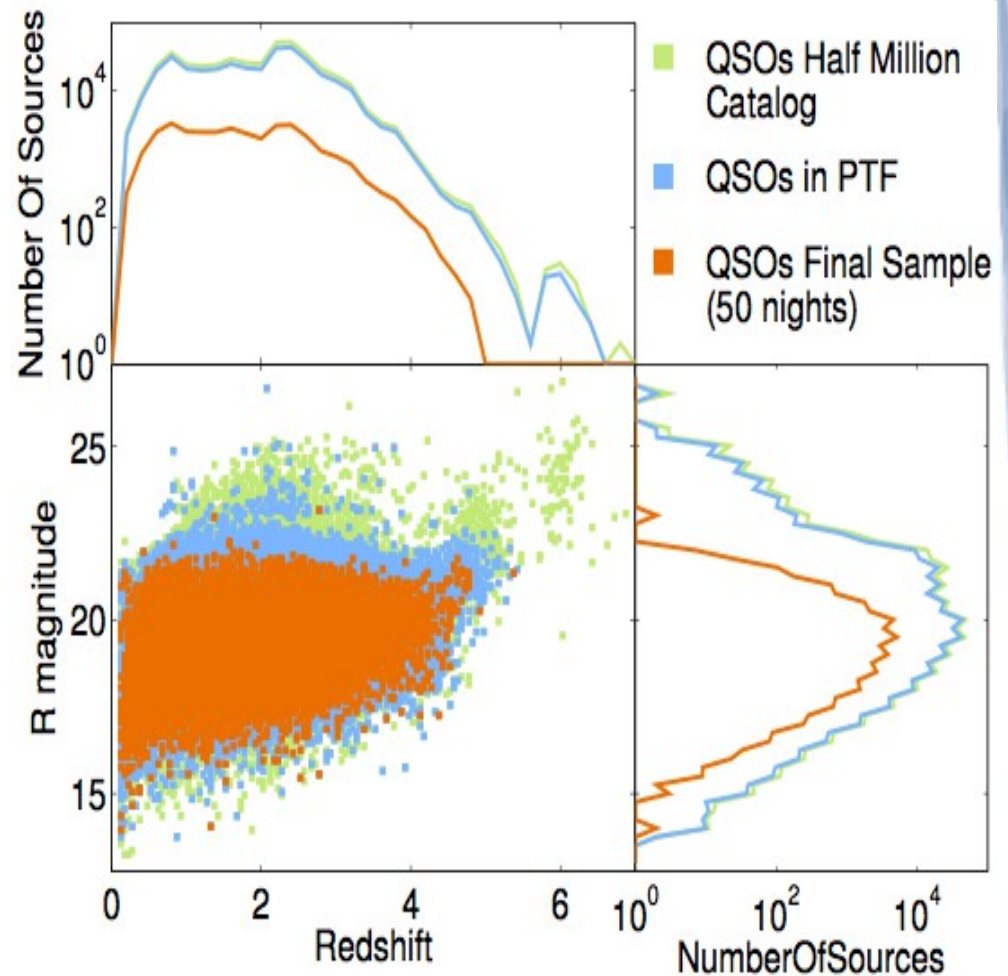 Number Of Sources
10^4
10^2
10^0
QSOs Half Million
Catalog
QSOs in PTF
QSOs Final Sample
(50 nights)
R magnitude
25
20
15
0
2
4
6
Redshift
10^0
10^2
10^4
NumberOfSources